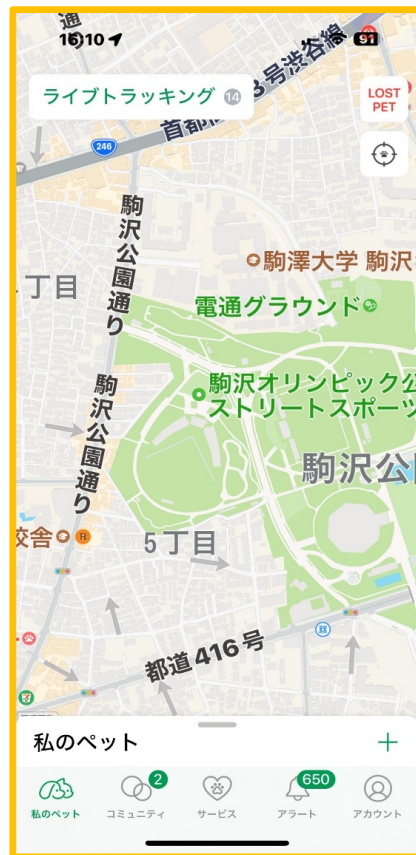 通
16:10
91
首都高3号渋谷線
ライブトラッキング 14
LOST
PET
246
駒沢公園通り
駒澤大学 駒沢
丁目
電通グラウンド
駒沢オリンピック公
ストリートスポーツ
駒沢公園通り
駒沢公
校舎
R
5丁目
都道416号
私のペット
+
2
650
私のペット
コミュニティ
サービス
アラート
アカウント